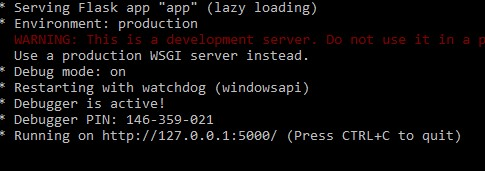 * Serving Flask app "app" (lazy loading)
* Environment: production
WARNING: This is a development server. Do not use it in a p
Use a production WSGI server instead.
* Debug mode: on
* Restarting with watchdog (windowsapi)
* Debugger is active!
* Debugger PIN: 146-359-021
* Running on http://127.0.0.1:5000/ (Press CTRL+C to quit)